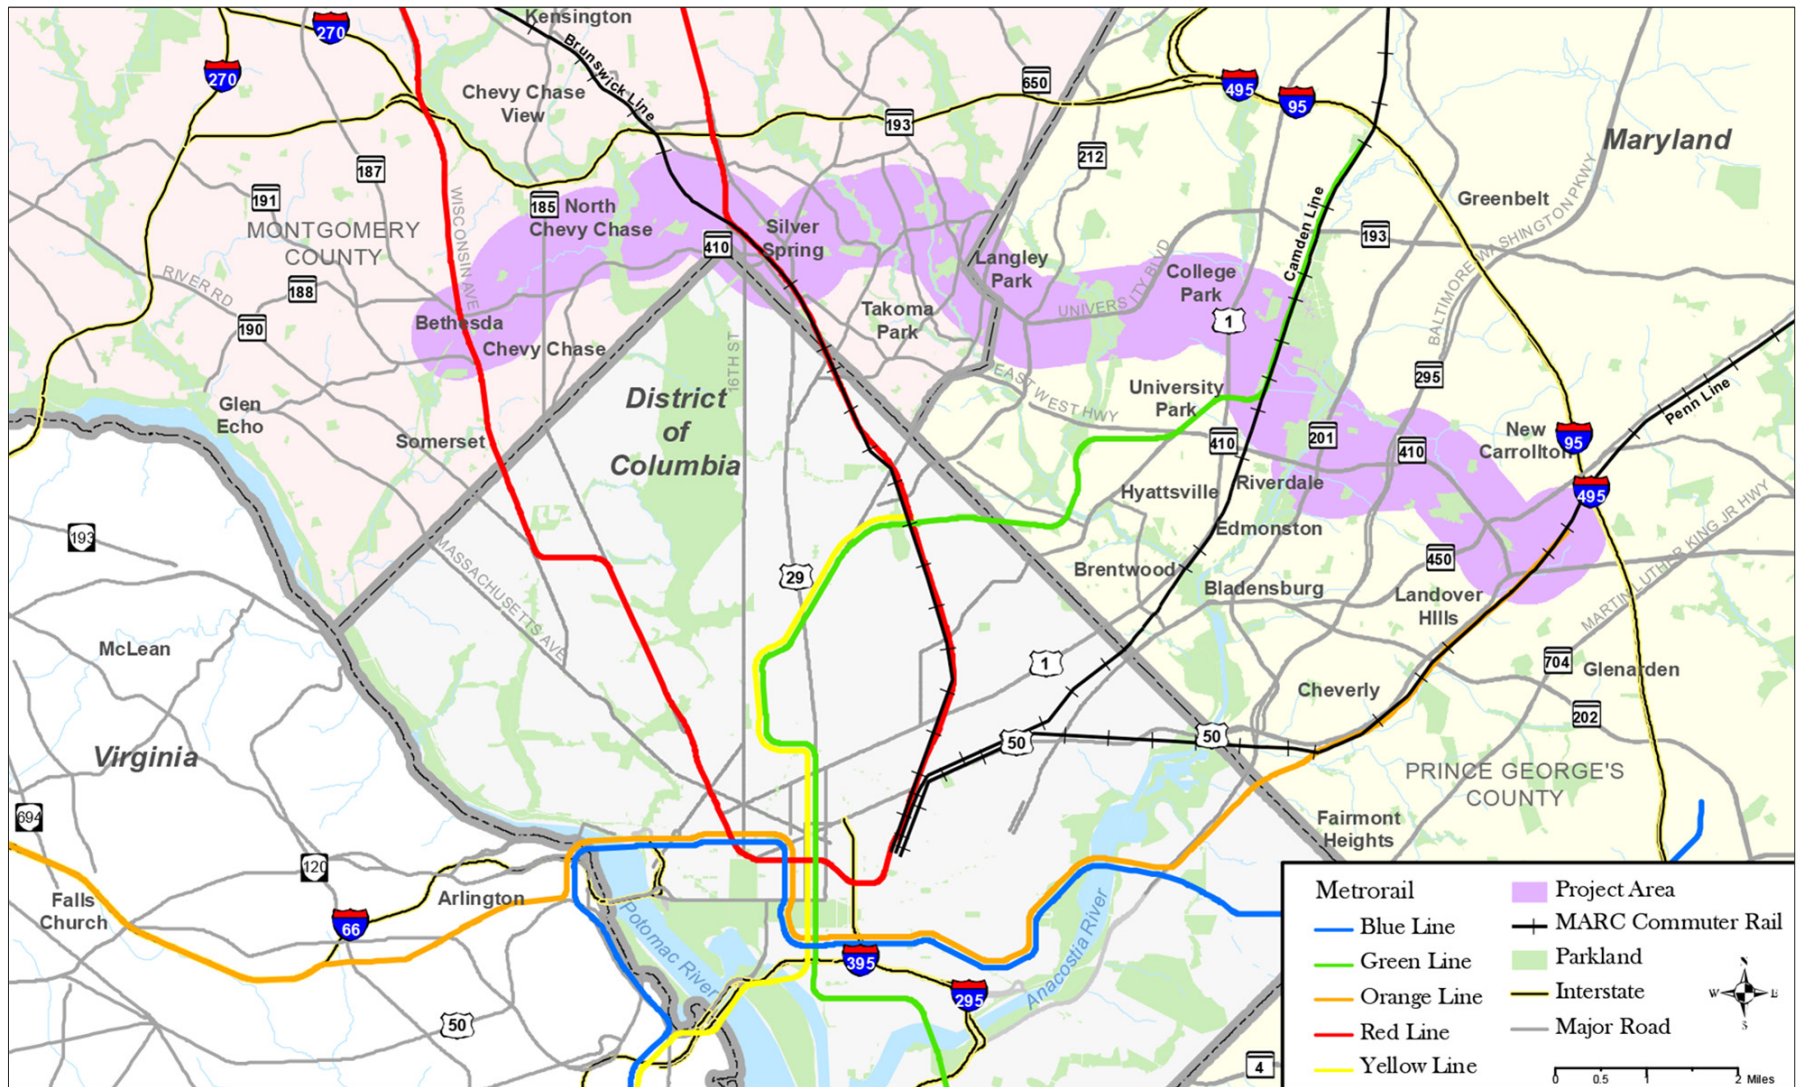 Kensington
270
Brunswick Line
270
Chevy Chase
View
650
495
95
193
Maryland
187
212
191
WISCONSIN AVE
185
North
Chevy Chase
Greenbelt
MONTGOMERY
COUNTY
Silver
Spring
410
Camden Line
193
BALTIMORE WASHINGTON PKWY
RIVER RD
188
Langley
Park
College
Park
UNIVERSITY BLVD
190
Bethesda
Takoma
Park
1
Chevy Chase
16TH ST
EAST WEST HWY
295
Penn Line
Glen
Echo
District
of
Columbia
University
Park
Somerset
410
201
410
New
Carrollton
95
Hyattsville
Riverdale
495
193
Edmonston
MASSACHUSETTS AVE
29
Brentwood
450
MARTIN LUTHER KING JR HWY
Bladensburg
Landover
HIlls
McLean
1
704
Glenarden
Cheverly
202
Virginia
50
50
PRINCE GEORGE'S
COUNTY
694
Fairmont
Heights
120
Falls
Church
Arlington
66
Potomac River
395
Anacostia River
295
50
4
Metrorail
Blue Line
Green Line
Orange Line
Red Line
Yellow Line
Project Area
MARC Commuter Rail
Parkland
Interstate
Major Road
N
W E
S
0 0.5 1 2 Miles